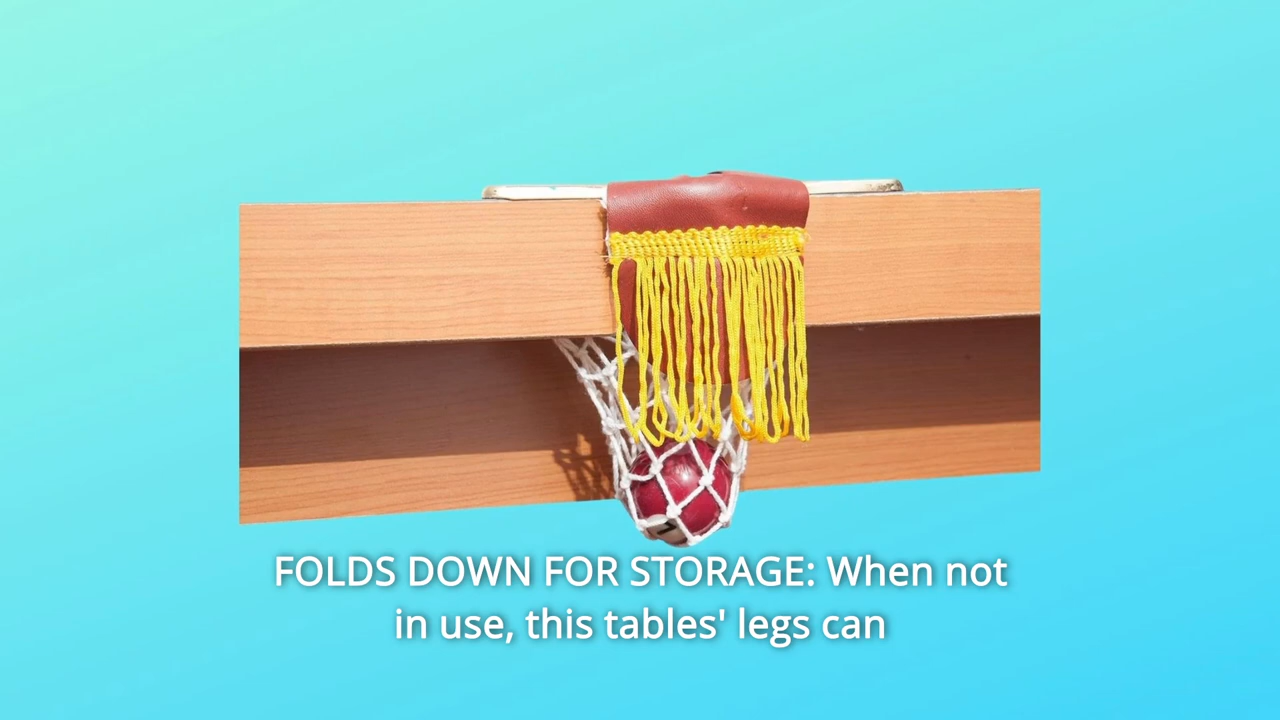 FOLDS DOWN FOR STORAGE: When not
in use, this tables' legs can